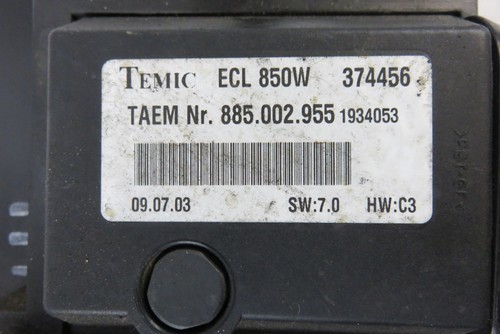 TEMIC ECL 850W 374456
TAEM Nr. 885.002.955 1934053
09.07.03 SW:7.0 HW:C3